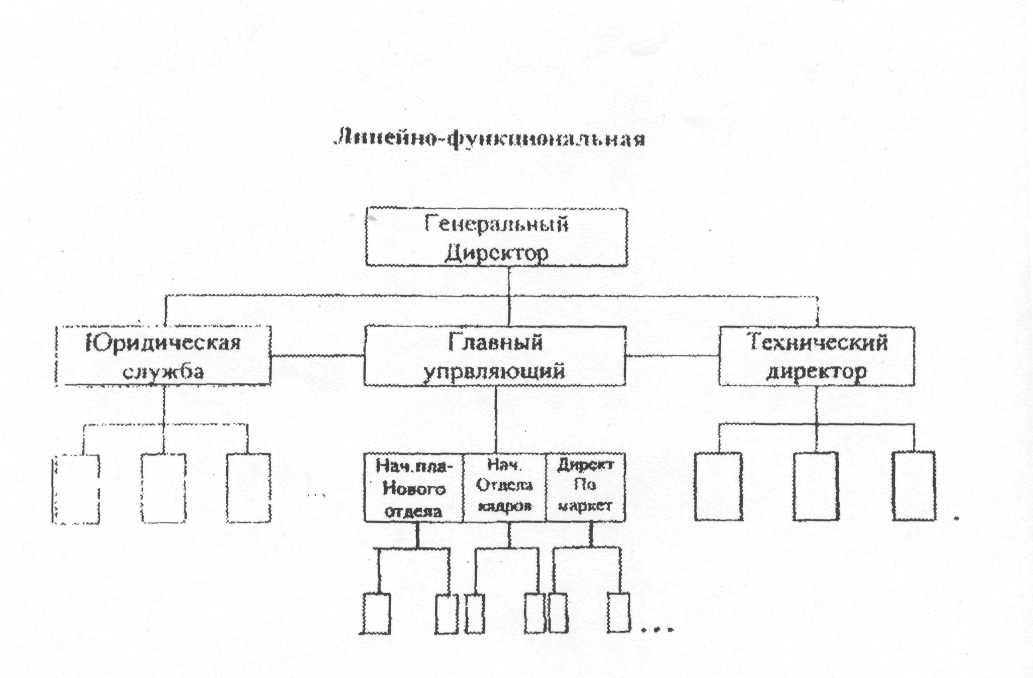 Линейно-функциональная
Генеральный
Директор
Юридическая
служба
Главный
упрвляющий
Технический
директор
Нач.пла-
Нового
отдела
Нач.
Отдела
кадров
Директ
По
маркет
...
...